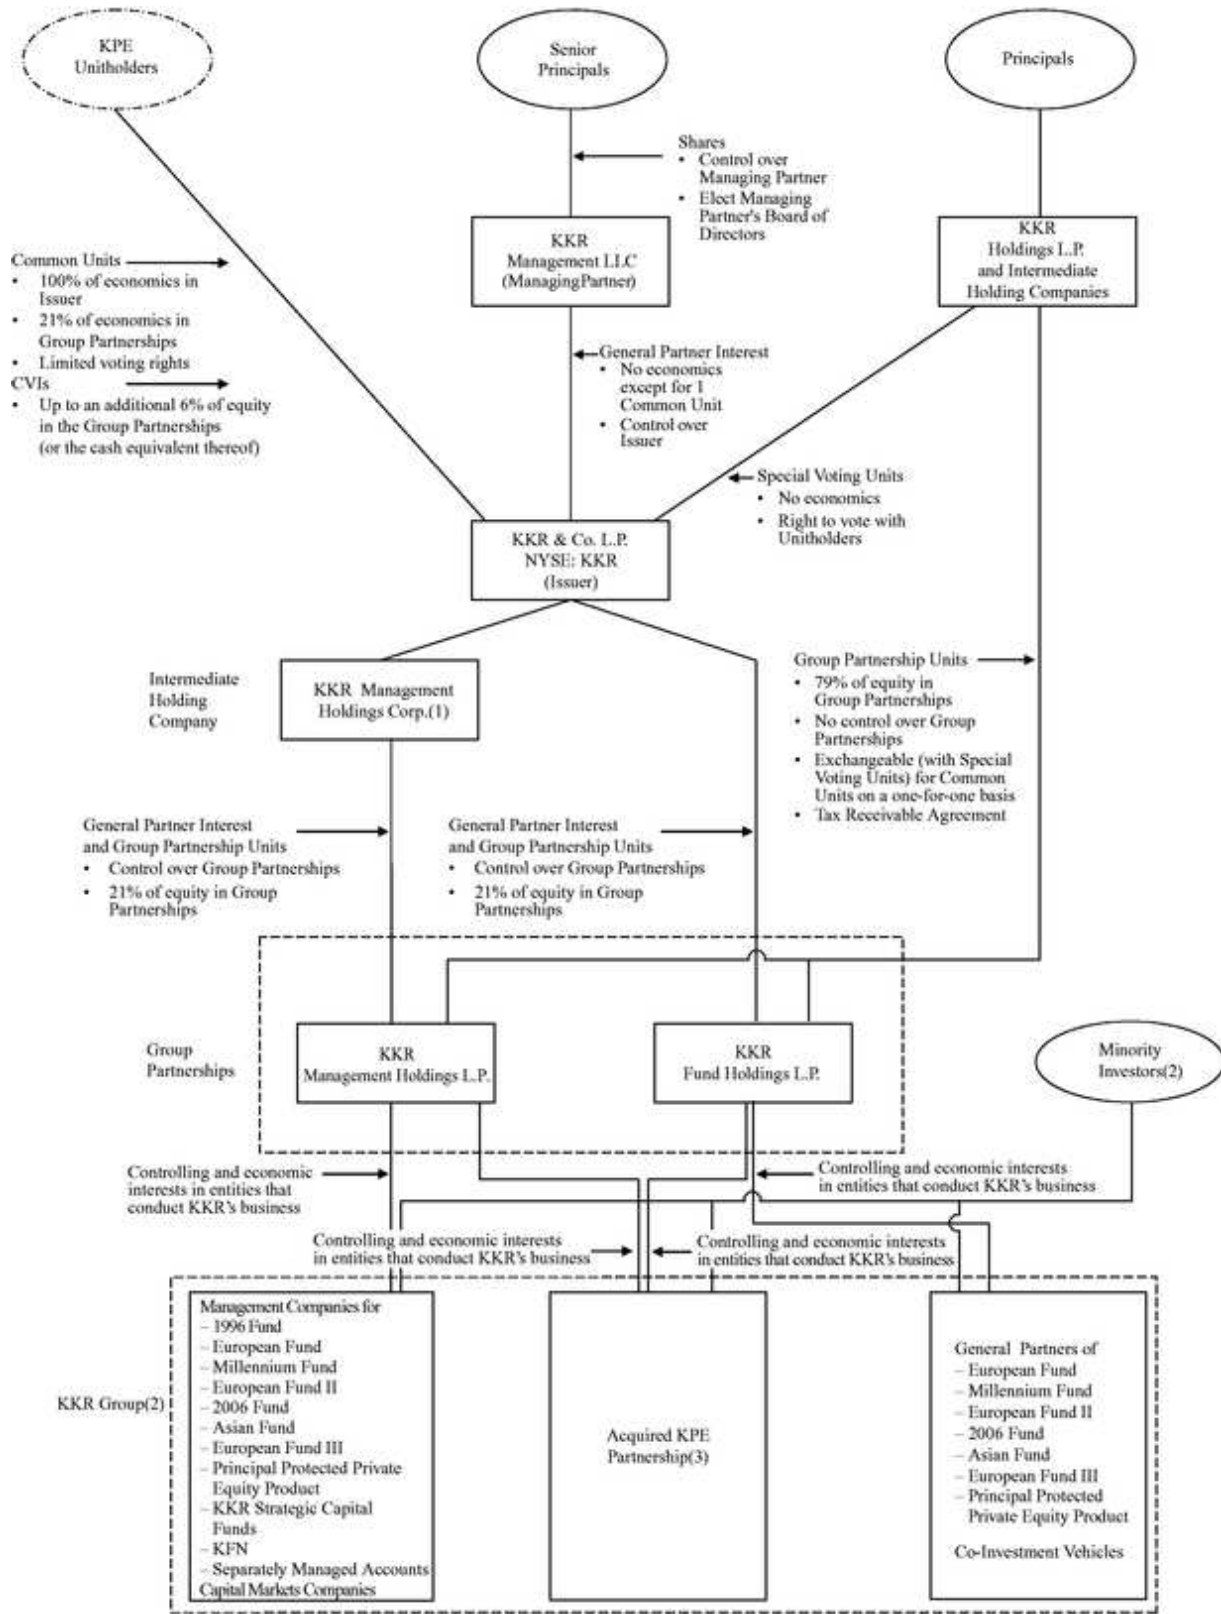 KPE
Unitholders
Senior
Principals
Principals
Shares
• Control over
Managing Partner
• Elect Managing
Partner's Board of
Directors
KKR
Management LLC
(ManagingPartner)
KKR
Holdings L.P.
and Intermediate
Holding Companies
Common Units
• 100% of economics in
Issuer
• 21% of economics in
Group Partnerships
• Limited voting rights
CVIs
• Up to an additional 6% of equity
in the Group Partnerships
(or the cash equivalent thereof)
General Partner Interest
• No economics
except for 1
Common Unit
• Control over
Issuer
Special Voting Units
• No economics
• Right to vote with
Unitholders
KKR & Co. L.P.
NYSE: KKR
(Issuer)
Intermediate
Holding
Company
KKR Management
Holdings Corp.(1)
Group Partnership Units
• 79% of equity in
Group Partnerships
• No control over Group
Partnerships
• Exchangeable (with Special
Voting Units) for Common
Units on a one-for-one basis
• Tax Receivable Agreement
General Partner Interest
and Group Partnership Units
• Control over Group Partnerships
• 21% of equity in Group
Partnerships
General Partner Interest
and Group Partnership Units
• Control over Group Partnerships
• 21% of equity in Group
Partnerships
Group
Partnerships
KKR
Management Holdings L.P.
KKR
Fund Holdings L.P.
Minority
Investors(2)
Controlling and economic
interests in entities that
conduct KKR's business
Controlling and economic interests
in entities that conduct KKR's business
Controlling and economic interests
in entities that conduct KKR's business
Controlling and economic interests
in entities that conduct KKR's business
KKR Group(2)
Management Companies for
– 1996 Fund
– European Fund
– Millennium Fund
– European Fund II
– 2006 Fund
– Asian Fund
– European Fund III
– Principal Protected Private
Equity Product
– KKR Strategic Capital
Funds
– KFN
– Separately Managed Accounts
Capital Markets Companies
Acquired KPE
Partnership(3)
General Partners of
– European Fund
– Millennium Fund
– European Fund II
– 2006 Fund
– Asian Fund
– European Fund III
– Principal Protected
Private Equity Product
Co-Investment Vehicles